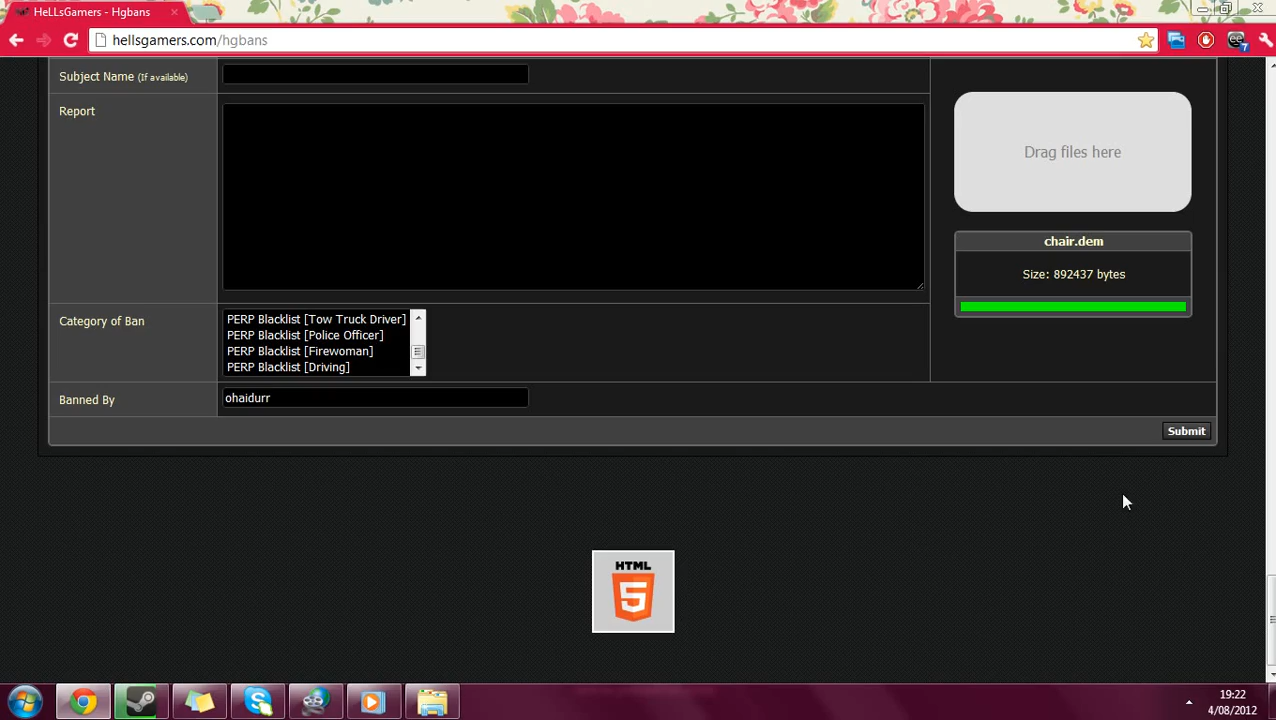 HeLLsGamers - Hgbans
hellsgamers.com/hgbans
7
Subject Name (If available)
Report
Drag files here
chair.dem
Size: 892437 bytes
Category of Ban
PERP Blacklist [Tow Truck Driver]
PERP Blacklist [Police Officer]
PERP Blacklist [Firewoman]
PERP Blacklist [Driving]
Banned By
ohaidurr
Submit
HTML
5
19:22
4/08/2012